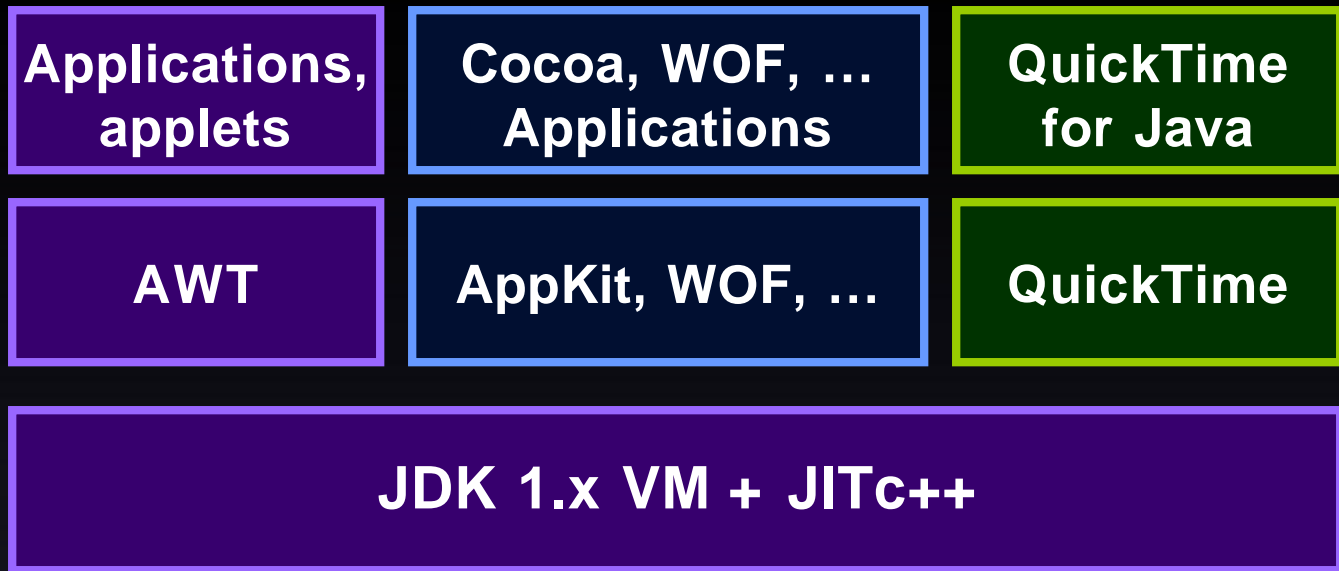 Applications,
applets
Cocoa, WOF, …
Applications
QuickTime
for Java
AWT
AppKit, WOF, …
QuickTime
JDK 1.x VM + JITc++